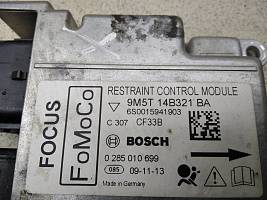 RESTRAINT CONTROL MODULE
9M5T 14B321 BA
6S0015941903
C 307 CF33B
BOSCH
0 285 010 699
085 09-11-13
Made in Germany
FOCUS
FoMoCo